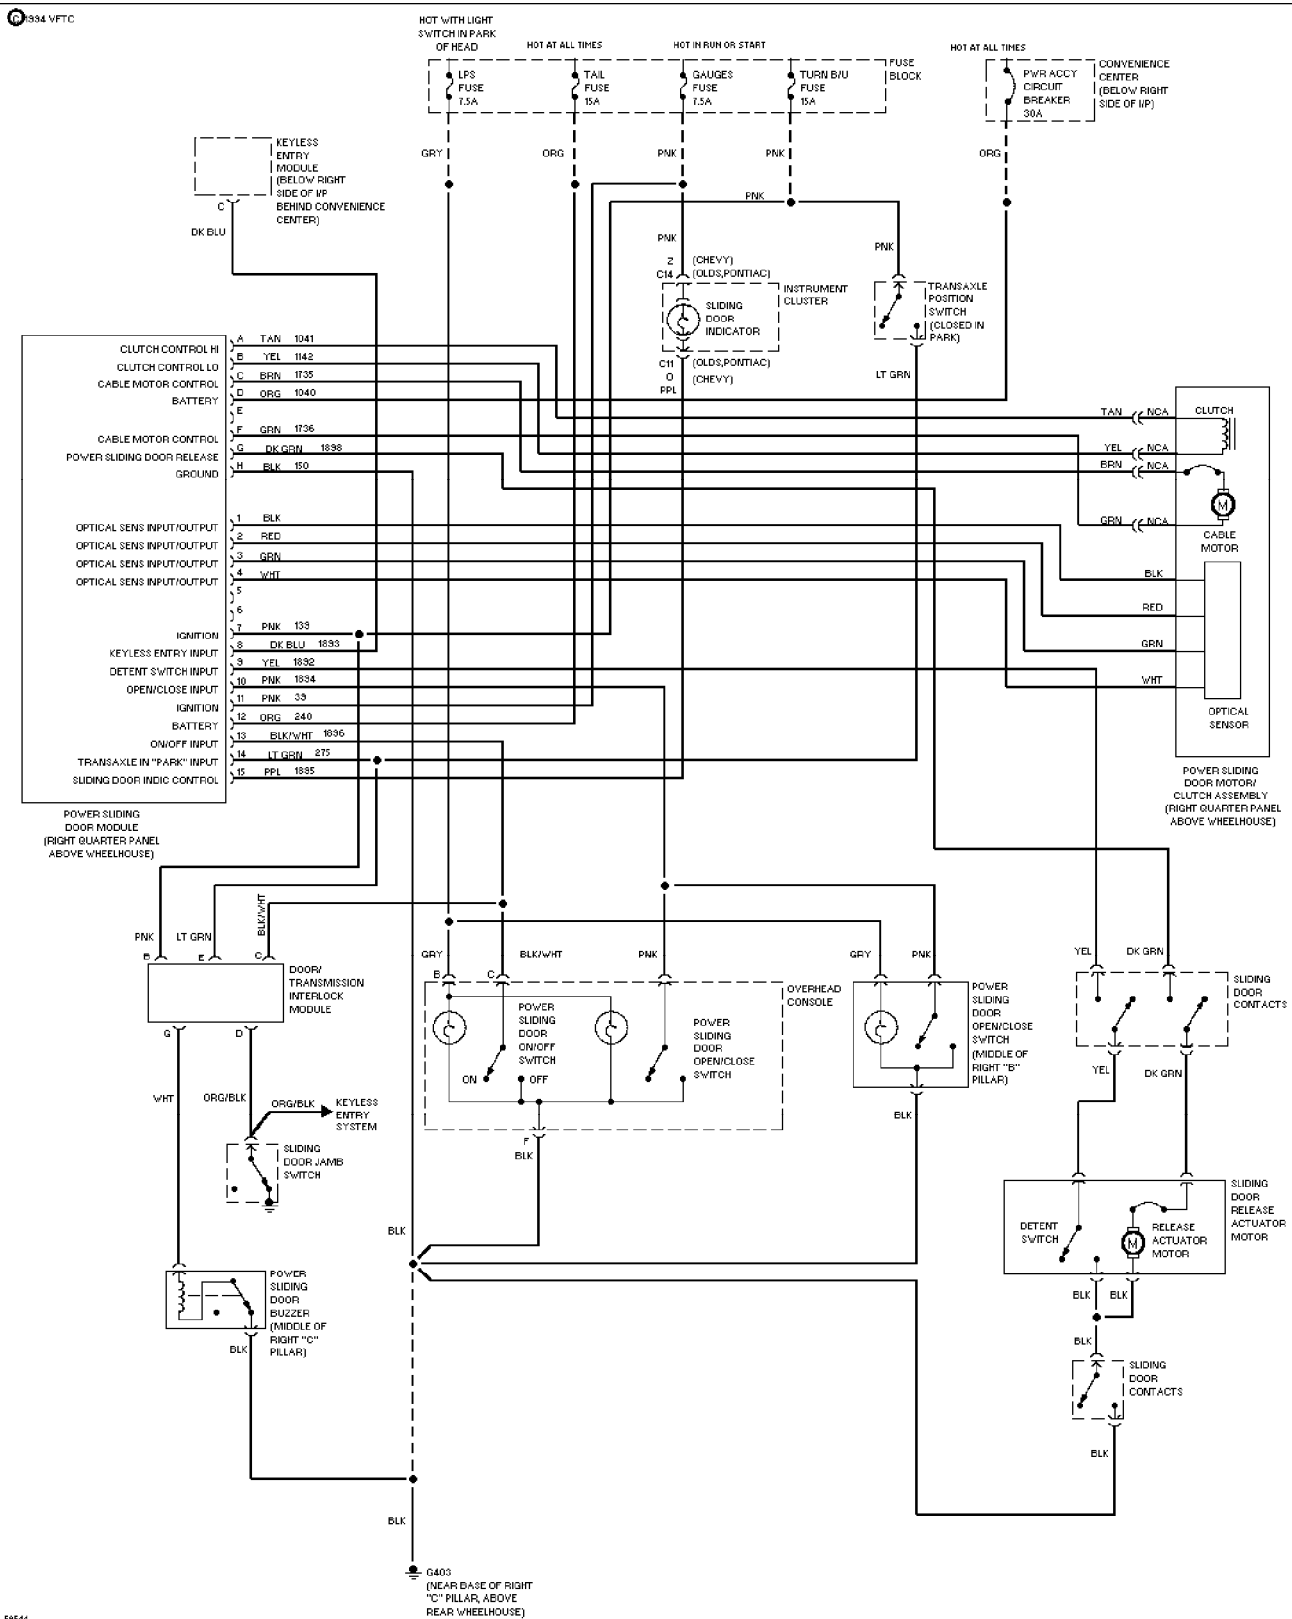 © 1994 VFTC
HOT WITH LIGHT
SWITCH IN PARK
OF HEAD
HOT AT ALL TIMES
HOT IN RUN OR START
HOT AT ALL TIMES
LPS
FUSE
7.5A
TAIL
FUSE
15A
GAUGES
FUSE
7.5A
TURN B/U
FUSE
15A
FUSE
BLOCK
PWR ACCY
CIRCUIT
BREAKER
30A
CONVENIENCE
CENTER
(BELOW RIGHT
SIDE OF I/P)
GRY
ORG
PNK
PNK
ORG
KEYLESS
ENTRY
MODULE
(BELOW RIGHT
SIDE OF I/P
BEHIND CONVENIENCE
CENTER)
C
DK BLU
PNK
PNK
PNK
Z (CHEVY)
C14 (OLDS,PONTIAC)
INSTRUMENT
CLUSTER
SLIDING
DOOR
INDICATOR
C11 (OLDS,PONTIAC)
O (CHEVY)
PPL
TRANSAXLE
POSITION
SWITCH
(CLOSED IN
PARK)
LT GRN
CLUTCH CONTROL HI A TAN 1041
CLUTCH CONTROL LO B YEL 1142
CABLE MOTOR CONTROL C BRN 1735
BATTERY D ORG 1040
E
CABLE MOTOR CONTROL F GRN 1736
POWER SLIDING DOOR RELEASE G DK GRN 1898
GROUND H BLK 150
OPTICAL SENS INPUT/OUTPUT 1 BLK
OPTICAL SENS INPUT/OUTPUT 2 RED
OPTICAL SENS INPUT/OUTPUT 3 GRN
OPTICAL SENS INPUT/OUTPUT 4 WHT
5
6
IGNITION 7 PNK 139
KEYLESS ENTRY INPUT 8 DK BLU 1893
DETENT SWITCH INPUT 9 YEL 1892
OPEN/CLOSE INPUT 10 PNK 1894
IGNITION 11 PNK 39
BATTERY 12 ORG 240
ON/OFF INPUT 13 BLK/WHT 1896
TRANSAXLE IN "PARK" INPUT 14 LT GRN 275
SLIDING DOOR INDIC CONTROL 15 PPL 1895
POWER SLIDING
DOOR MODULE
(RIGHT QUARTER PANEL
ABOVE WHEELHOUSE)
TAN NCA CLUTCH
YEL NCA
BRN NCA
M
GRN NCA
CABLE
MOTOR
BLK
RED
GRN
WHT
OPTICAL
SENSOR
POWER SLIDING
DOOR MOTOR/
CLUTCH ASSEMBLY
(RIGHT QUARTER PANEL
ABOVE WHEELHOUSE)
PNK LT GRN BLK/WHT
B E C
DOOR/
TRANSMISSION
INTERLOCK
MODULE
G D
WHT
ORG/BLK
ORG/BLK
KEYLESS
ENTRY
SYSTEM
SLIDING
DOOR JAMB
SWITCH
POWER
SLIDING
DOOR
BUZZER
(MIDDLE OF
RIGHT "C"
PILLAR)
BLK
GRY BLK/WHT PNK
B C
OVERHEAD
CONSOLE
POWER
SLIDING
DOOR
ON/OFF
SWITCH
ON OFF
POWER
SLIDING
DOOR
OPEN/CLOSE
SWITCH
F
BLK
GRY PNK
POWER
SLIDING
DOOR
OPEN/CLOSE
SWITCH
(MIDDLE OF
RIGHT "B"
PILLAR)
BLK
YEL DK GRN
SLIDING
DOOR
CONTACTS
YEL DK GRN
SLIDING
DOOR
RELEASE
ACTUATOR
MOTOR
DETENT
SWITCH
M
RELEASE
ACTUATOR
MOTOR
BLK BLK
BLK
SLIDING
DOOR
CONTACTS
BLK
BLK
BLK
G403
(NEAR BASE OF RIGHT
"C" PILLAR, ABOVE
REAR WHEELHOUSE)